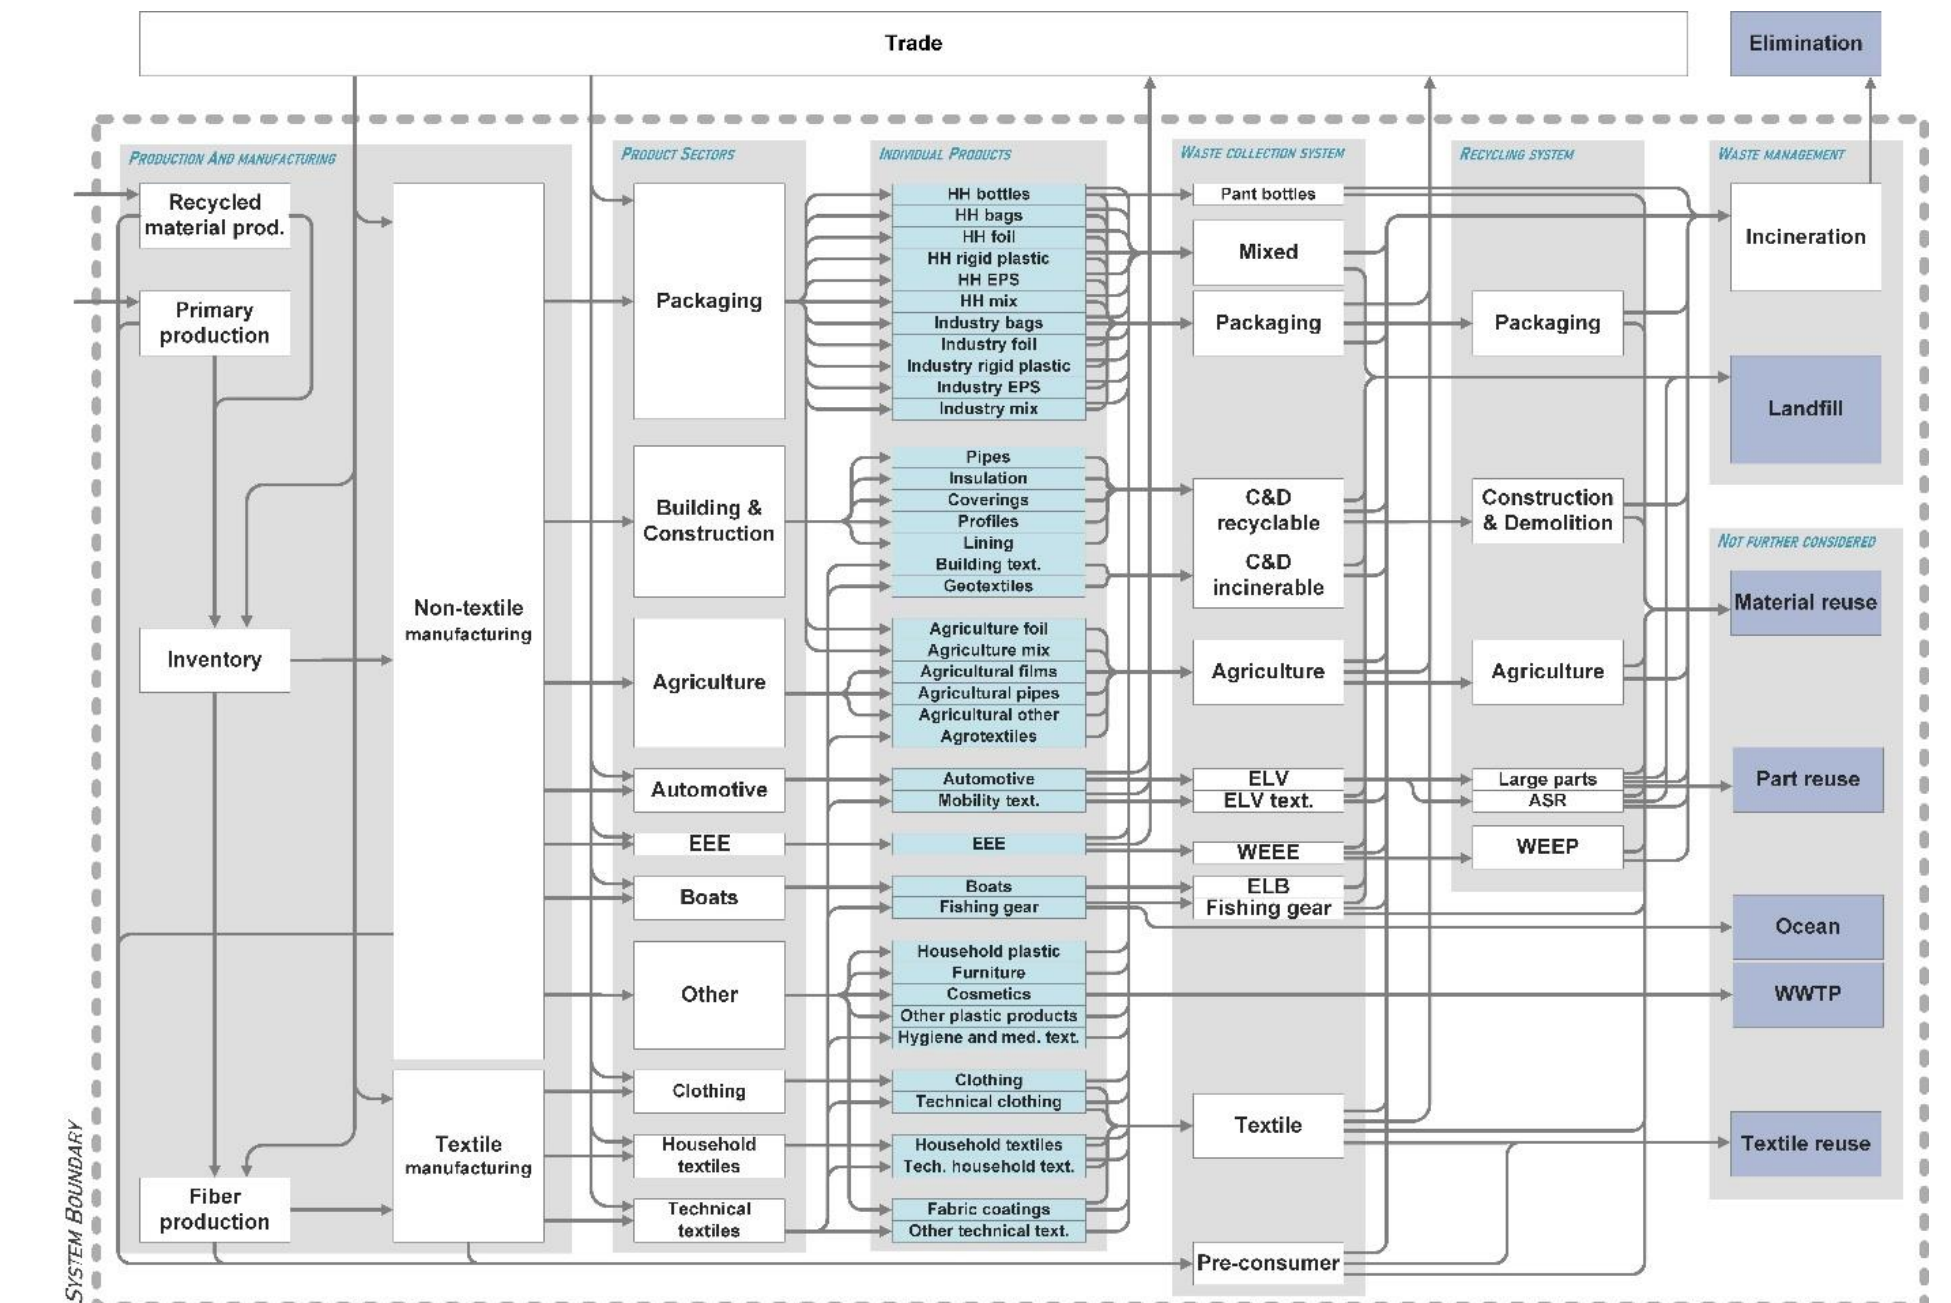 Trade
Elimination
PRODUCTION AND MANUFACTURING
Recycled
material prod.
Primary
production
Inventory
Fiber
production
Non-textile
manufacturing
Textile
manufacturing
PRODUCT SECTORS
Packaging
Building &
Construction
Agriculture
Automotive
EEE
Boats
Other
Clothing
Household
textiles
Technical
textiles
INDIVIDUAL PRODUCTS
HH bottles
HH bags
HH foil
HH rigid plastic
HH EPS
HH mix
Industry bags
Industry foil
Industry rigid plastic
Industry EPS
Industry mix
Pipes
Insulation
Coverings
Profiles
Lining
Building text.
Geotextiles
Agriculture foil
Agriculture mix
Agricultural films
Agricultural pipes
Agricultural other
Agrotextiles
Automotive
Mobility text.
EEE
Boats
Fishing gear
Household plastic
Furniture
Cosmetics
Other plastic products
Hygiene and med. text.
Clothing
Technical clothing
Household textiles
Tech. household text.
Fabric coatings
Other technical text.
WASTE COLLECTION SYSTEM
Pant bottles
Mixed
Packaging
C&D
recyclable
C&D
incinerable
Agriculture
ELV
ELV text.
WEEE
ELB
Fishing gear
Textile
Pre-consumer
RECYCLING SYSTEM
Packaging
Construction
& Demolition
Agriculture
Large parts
ASR
WEEP
WASTE MANAGEMENT
Incineration
Landfill
NOT FURTHER CONSIDERED
Material reuse
Part reuse
Ocean
WWTP
Textile reuse
SYSTEM BOUNDARY